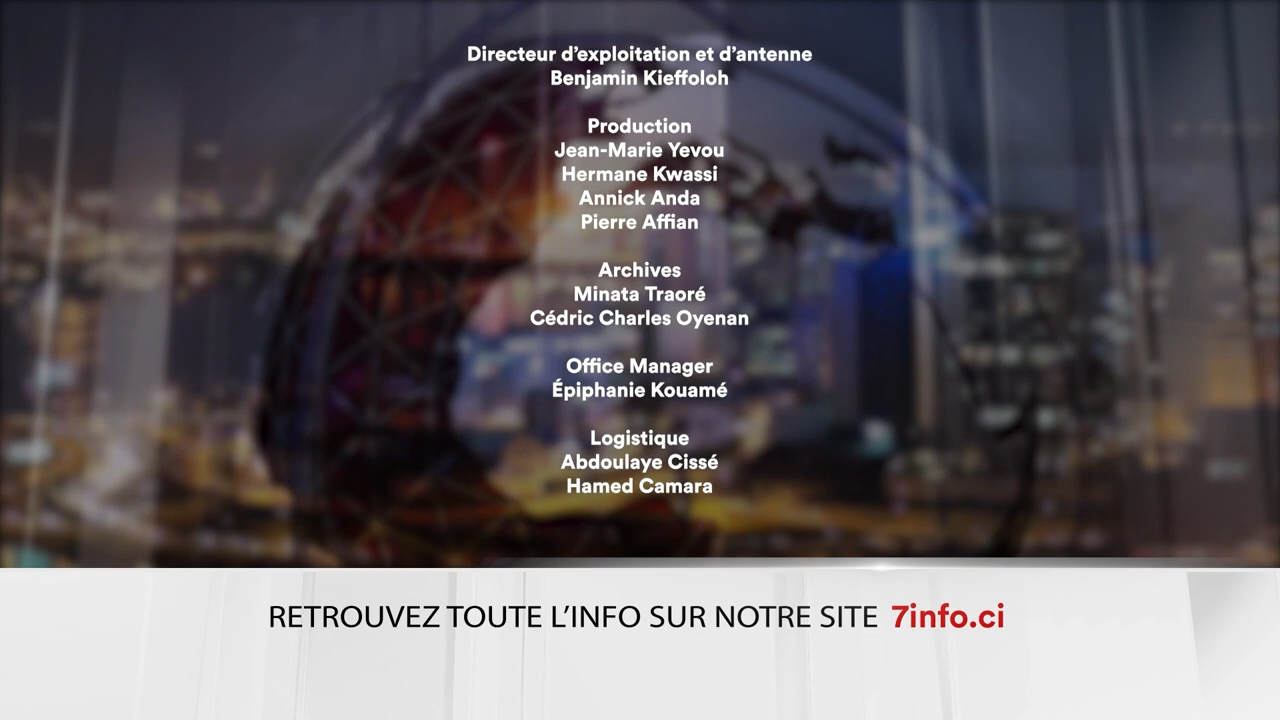 Directeur d’exploitation et d’antenne
Benjamin Kieffoloh
Production
Jean-Marie Yevou
Hermane Kwassi
Annick Anda
Pierre Affian
Archives
Minata Traoré
Cédric Charles Oyenan
Office Manager
Épiphanie Kouamé
Logistique
Abdoulaye Cissé
Hamed Camara
RETROUVEZ TOUTE L’INFO SUR NOTRE SITE 7info.ci